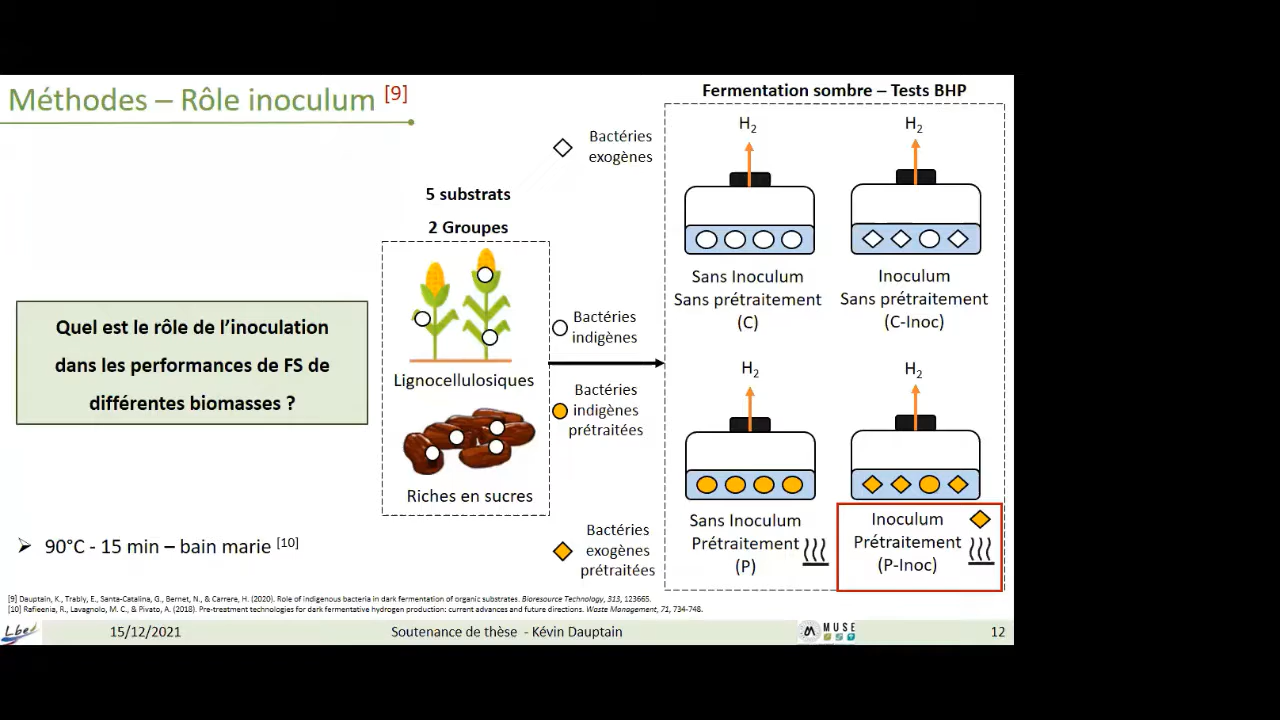 Méthodes – Rôle inoculum [9]
Fermentation sombre – Tests BHP
Bactéries
exogènes
5 substrats
2 Groupes
Lignocellulosiques
Riches en sucres
Bactéries
indigènes
Bactéries
indigènes
prétraitées
Bactéries
exogènes
prétraitées
H2
H2
Sans Inoculum
Sans prétraitement
(C)
Inoculum
Sans prétraitement
(C-Inoc)
H2
H2
Sans Inoculum
Prétraitement
(P)
Inoculum
Prétraitement
(P-Inoc)
Quel est le rôle de l’inoculation
dans les performances de FS de
différentes biomasses ?
➢ 90°C - 15 min – bain marie [10]
[9] Dauptain, K., Trably, E., Santa-Catalina, G., Bernet, N., & Carrere, H. (2020). Role of indigenous bacteria in dark fermentation of organic substrates. Bioresource Technology, 313, 123665.
[10] Rafieenia, R., Lavagnolo, M. C., & Pivato, A. (2018). Pre-treatment technologies for dark fermentative hydrogen production: current advances and future directions. Waste Management, 71, 734-748.
Lbe
15/12/2021
Soutenance de thèse - Kévin Dauptain
MUSE
12